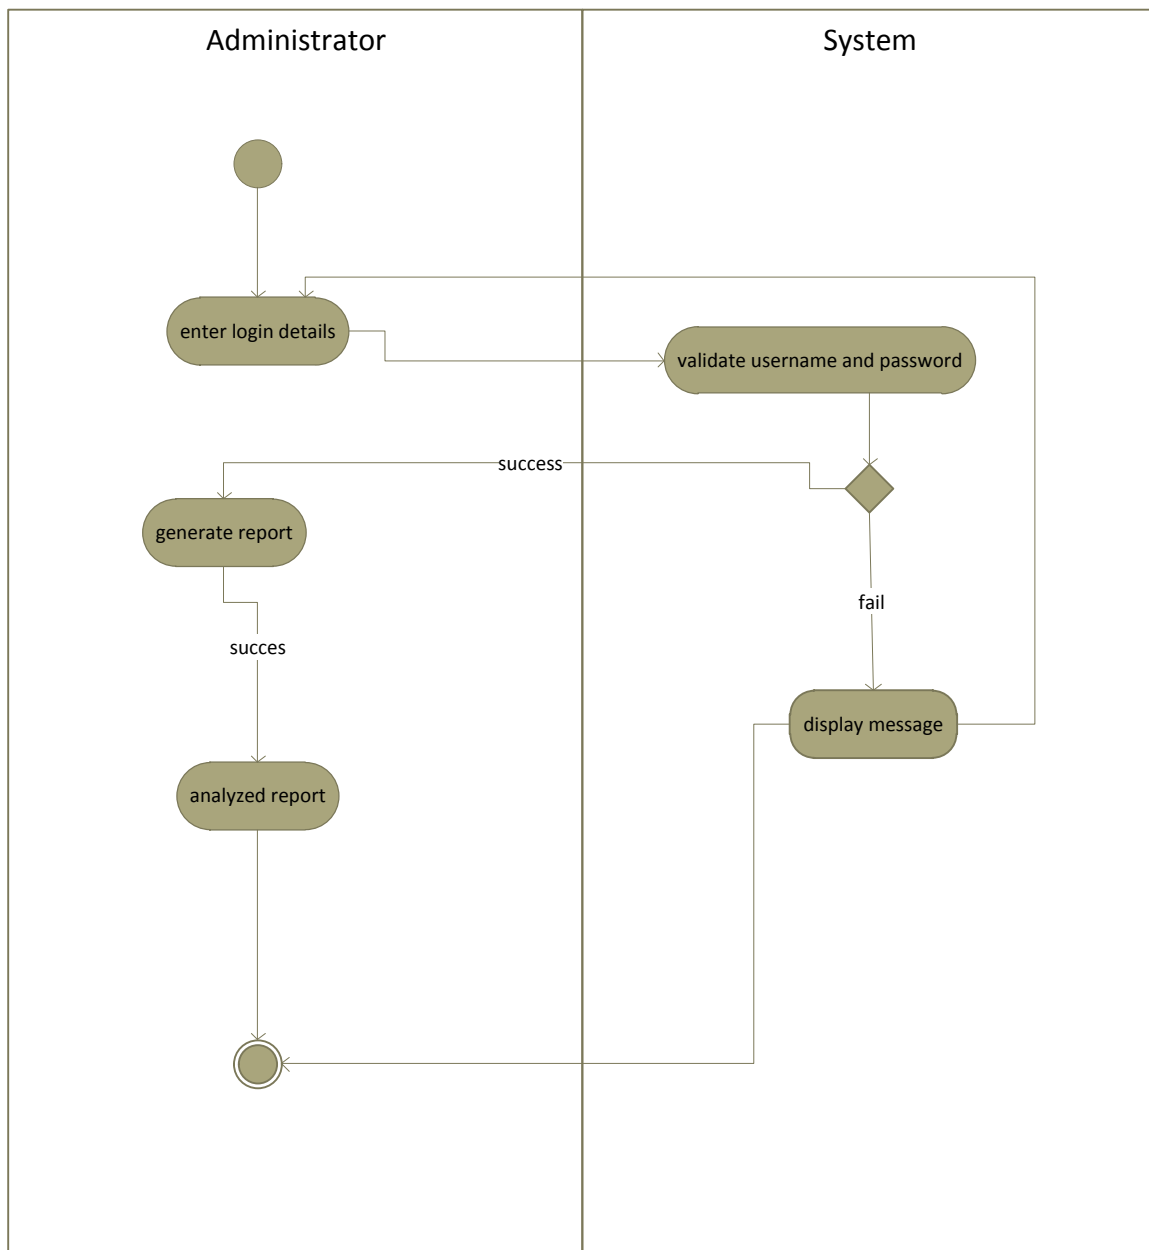 Administrator
System
enter login details
validate username and password
success
generate report
fail
succes
display message
analyzed report